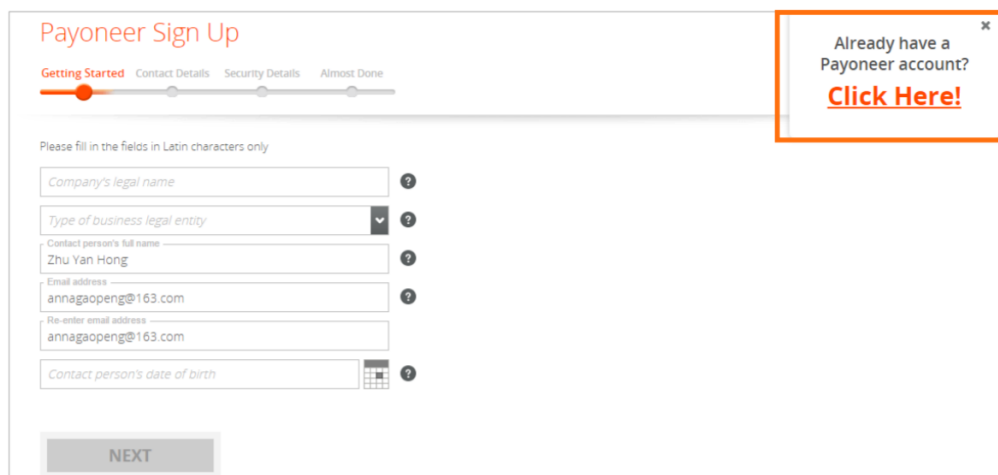 Payoneer Sign Up
Getting Started Contact Details Security Details Almost Done
Already have a
Payoneer account?
Click Here!
Please fill in the fields in Latin characters only
Company's legal name
Type of business legal entity
Contact person's full name
Zhu Yan Hong
Email address
annagaopeng@163.com
Re-enter email address
annagaopeng@163.com
Contact person's date of birth
NEXT